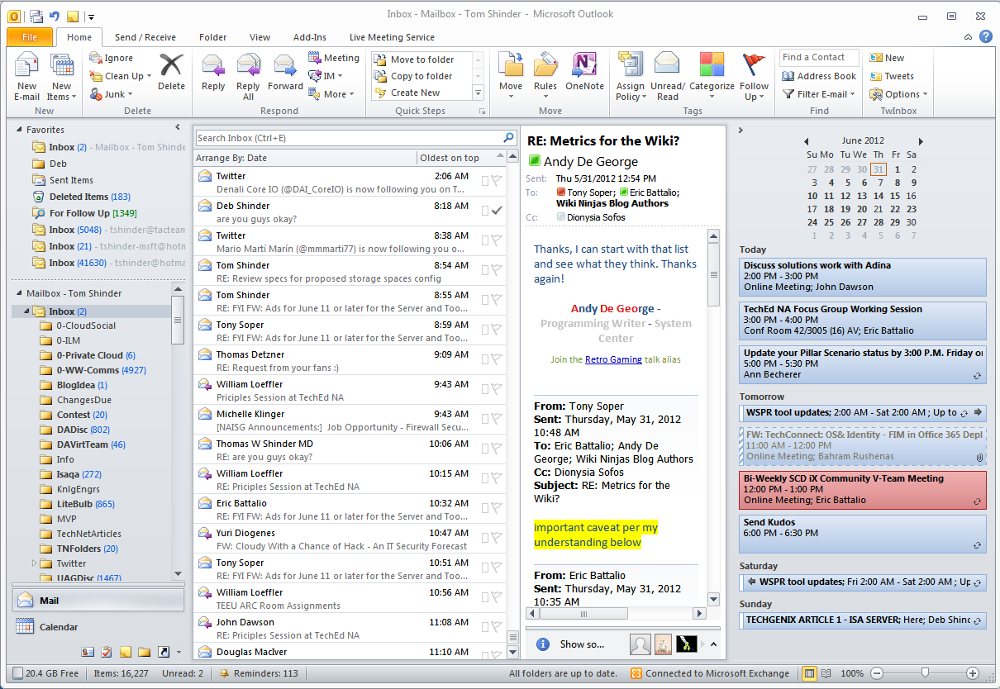 Inbox - Mailbox - Tom Shinder - Microsoft Outlook
File Home Send / Receive Folder View Add-Ins Live Meeting Service
New E-mail
New Items
New
Ignore
Clean Up
Junk
Delete
Delete
Reply
Reply All
Forward
Meeting
IM
More
Respond
Move to folder
Copy to folder
Create New
Quick Steps
Move
Rules
OneNote
Move
Assign Policy
Unread/ Read
Categorize
Follow Up
Tags
Find a Contact
Address Book
Filter E-mail
Find
New
Tweets
Options
TwInbox
Favorites
Inbox (2) - Mailbox - Tom Shinde
Deb
Sent Items
Deleted Items (183)
For Follow Up [1349]
Inbox (5048) - tshinder@tacteam
Inbox (21) - tshinder-msft@hotm
Inbox (41630) - tshinder@hotma
Mailbox - Tom Shinder
Inbox (2)
0-CloudSocial
0-ILM
0-Private Cloud (6)
0-WW-Comms (4927)
BlogIdea (1)
ChangesDue
Contest (20)
DADisc (802)
DAVirtTeam (46)
Info
Isaqa (272)
KnlgEngrs
LiteBulb (865)
MVP
TechNetArticles
TNFolders (20)
Twitter
UAGDisc (1467)
Mail
Calendar
Search Inbox (Ctrl+E)
Arrange By: Date Oldest on top
Twitter 2:06 AM
Denali Core IO (@DAI_CoreIO) is now following you on T...
Deb Shinder 8:18 AM
are you guys okay?
Twitter 8:38 AM
Mario Martí Marín (@mmmarti77) is now following you o...
Tom Shinder 8:54 AM
RE: Review specs for proposed storage spaces config
Tom Shinder 8:55 AM
RE: FYI FW: Ads for June 11 or later for the Server and Too...
Tony Soper 8:59 AM
RE: FYI FW: Ads for June 11 or later for the Server and Too...
Thomas Detzner 9:09 AM
RE: Request from your fans :)
William Loeffler 9:43 AM
Priciples Session at TechEd NA
Michelle Klinger 9:43 AM
[NAISG Announcements:] Job Opportunity - Firewall Secu...
Thomas W Shinder MD 10:06 AM
RE: are you guys okay?
William Loeffler 10:15 AM
RE: Priciples Session at TechEd NA
Eric Battalio 10:32 AM
RE: FYI FW: Ads for June 11 or later for the Server and Too...
Yuri Diogenes 10:47 AM
FW: Cloudy With a Chance of Hack - An IT Security Forecast
Tony Soper 10:51 AM
RE: FYI FW: Ads for June 11 or later for the Server and Too...
William Loeffler 10:56 AM
TEEU ARC Room Assignments
John Dawson 11:08 AM
RE: Priciples Session at TechEd NA
Douglas MacIver 11:10 AM
RE: Metrics for the Wiki?
Andy De George
Sent: Thu 5/31/2012 12:54 PM
To: Tony Soper; Eric Battalio;
Wiki Ninjas Blog Authors
Cc: Dionysia Sofos
Thanks, I can start with that list
and see what they think. Thanks
again!
Andy De George -
Programming Writer - System
Center
Join the Retro Gaming talk alias
From: Tony Soper
Sent: Thursday, May 31, 2012
10:48 AM
To: Eric Battalio; Andy De
George; Wiki Ninjas Blog Authors
Cc: Dionysia Sofos
Subject: RE: Metrics for the
Wiki?
important caveat per my
understanding below
From: Eric Battalio
Sent: Thursday, May 31, 2012
10:35 AM
Show so...
June 2012
Su Mo Tu We Th Fr Sa
27 28 29 30 31 1 2
3 4 5 6 7 8 9
10 11 12 13 14 15 16
17 18 19 20 21 22 23
24 25 26 27 28 29 30
1 2 3 4 5 6 7
Today
Discuss solutions work with Adina
2:00 PM - 3:00 PM
Online Meeting; John Dawson
TechEd NA Focus Group Working Session
3:00 PM - 4:00 PM
Conf Room 42/3005 (16) AV; Eric Battalio
Update your Pillar Scenario status by 3:00 P.M. Friday or
5:00 PM - 5:30 PM
Ann Becherer
Tomorrow
WSPR tool updates; 2:00 AM - Sat 2:00 AM ; Up to
FW: TechConnect: OS& Identity - FIM in Office 365 Depl
11:00 AM - 12:00 PM
Online Meeting; Bahram Rushenas
Bi-Weekly SCD iX Community V-Team Meeting
12:00 PM - 1:00 PM
Online Meeting; Eric Battalio
Send Kudos
6:00 PM - 6:30 PM
Saturday
WSPR tool updates; Fri 2:00 AM - Sat 2:00 AM ; Up
Sunday
TECHGENIX ARTICLE 1 - ISA SERVER; Here; Deb Shinc
20.4 GB Free Items: 16,227 Unread: 2 Reminders: 113 All folders are up to date. Connected to Microsoft Exchange 100%